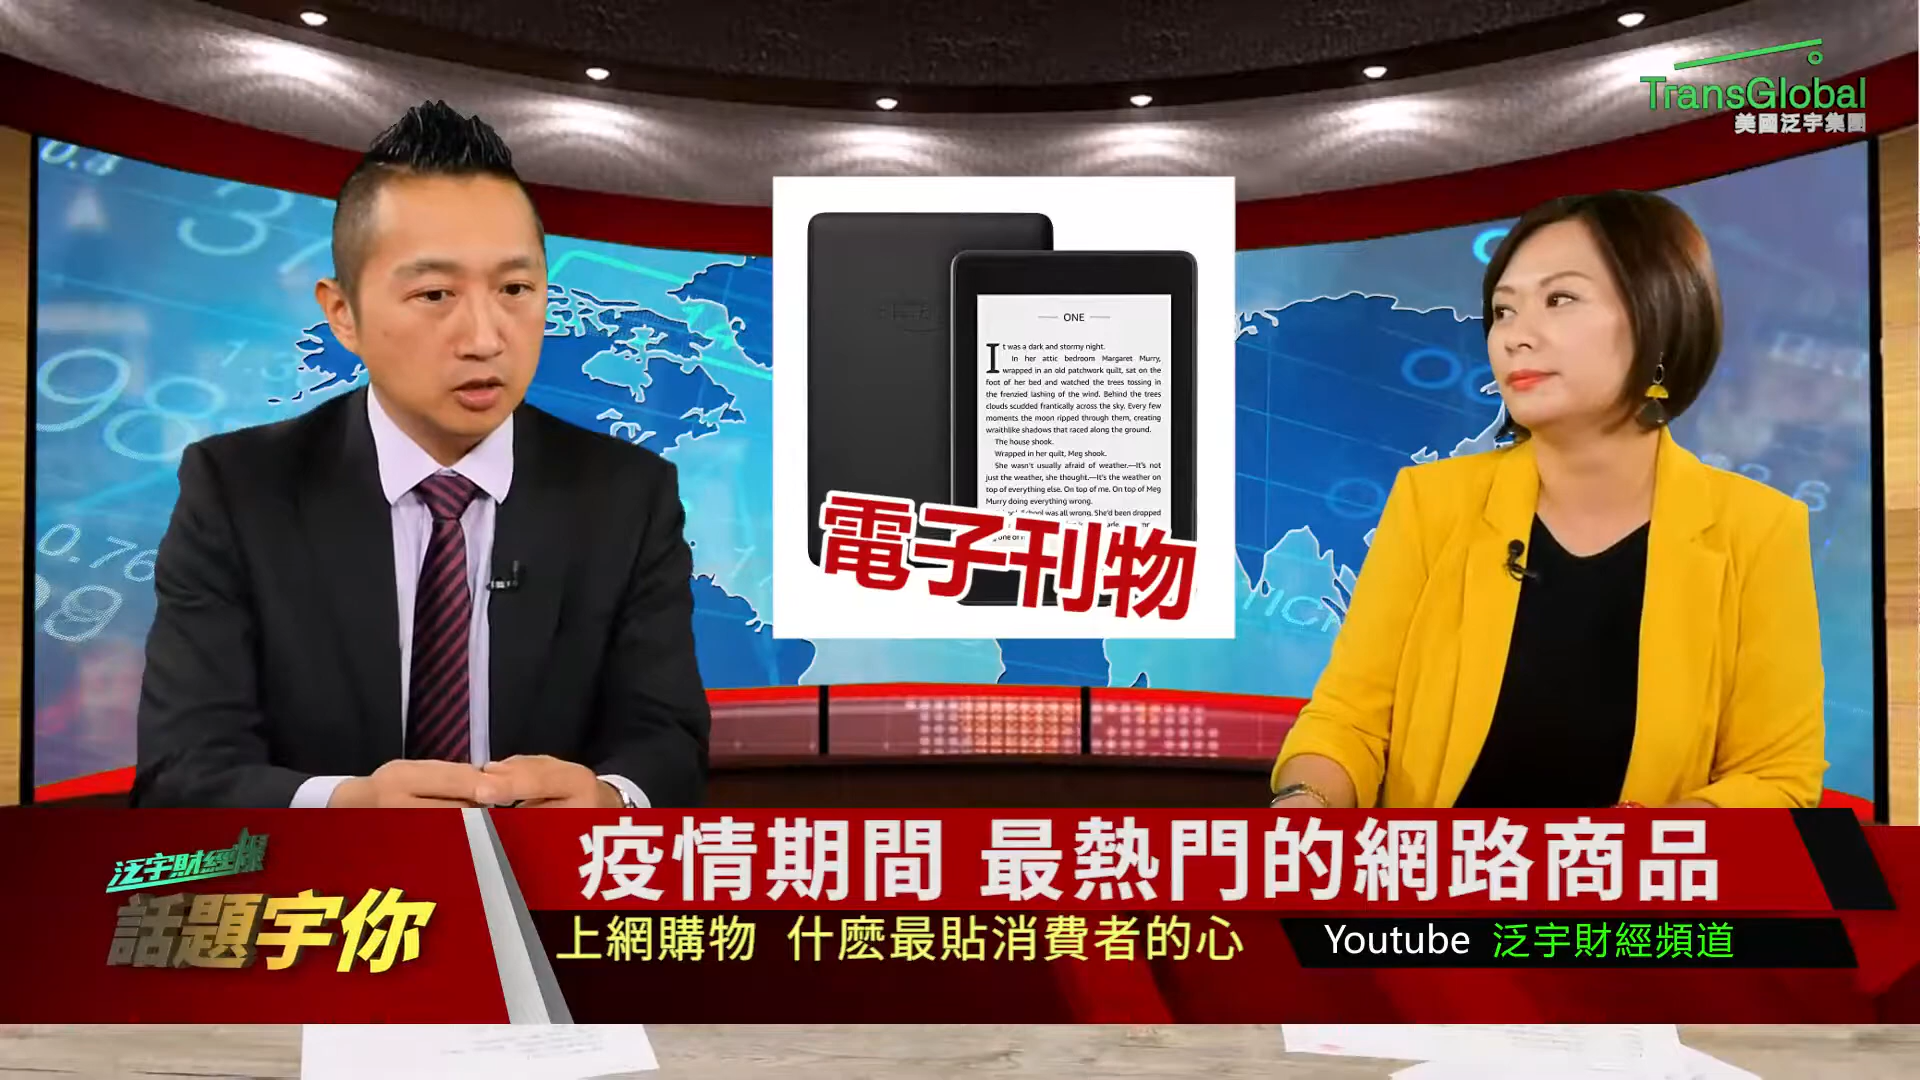 TransGlobal
美國泛宇集團
ONE
It was a dark and stormy night.
In her attic bedroom Margaret Murry,
wrapped in an old patchwork quilt, sat on the
foot of her bed and watched the trees tossing in
the frenzied lashing of the wind. Behind the trees
clouds scudded frantically across the sky. Every few
moments the moon ripped through them, creating
wraithlike shadows that raced along the ground.
The house shook.
Wrapped in her quilt, Meg shook.
She wasn't usually afraid of weather.—It's not
just the weather, she thought.—It's the weather on
top of everything else. On top of me. On top of Meg
Murry doing everything wrong.
School was all wrong. She'd been dropped
電子刊物
疫情期間 最熱門的網路商品
泛宇財經爆
話題宇你
上網購物 什麽最貼消費者的心
Youtube 泛宇財經頻道